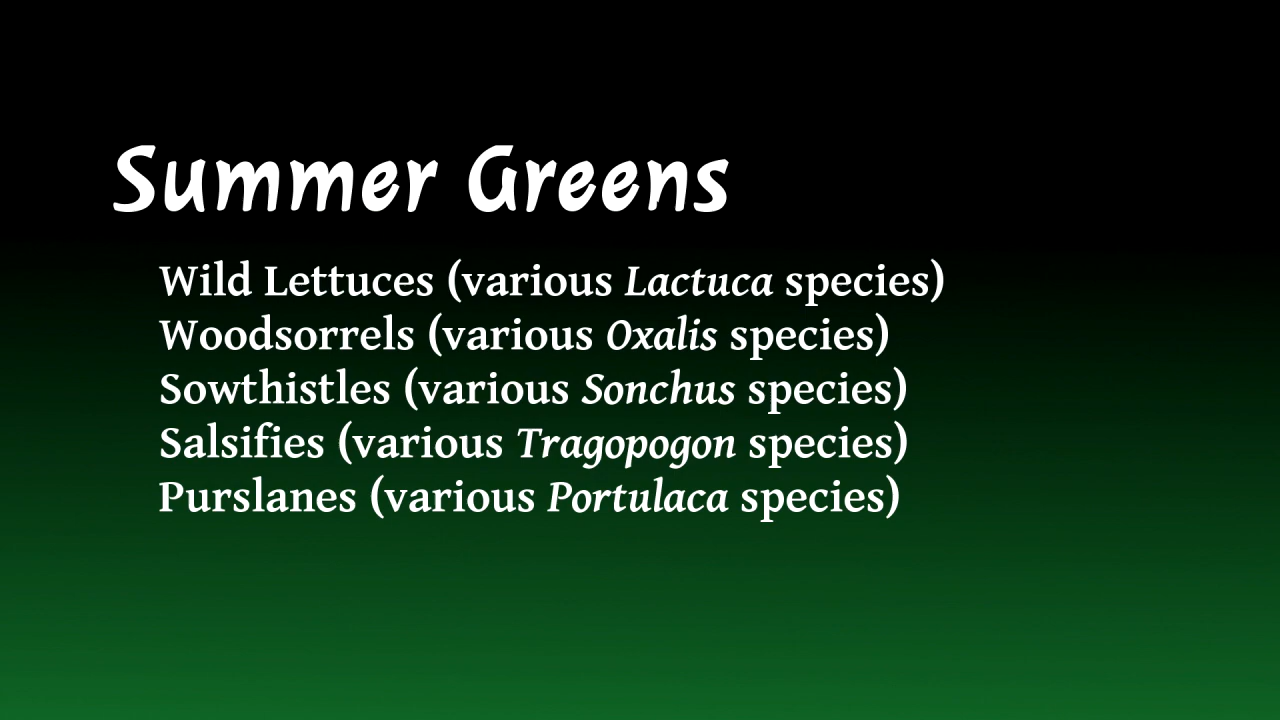 Summer Greens
Wild Lettuces (various Lactuca species)
Woodsorrels (various Oxalis species)
Sowthistles (various Sonchus species)
Salsifies (various Tragopogon species)
Purslanes (various Portulaca species)